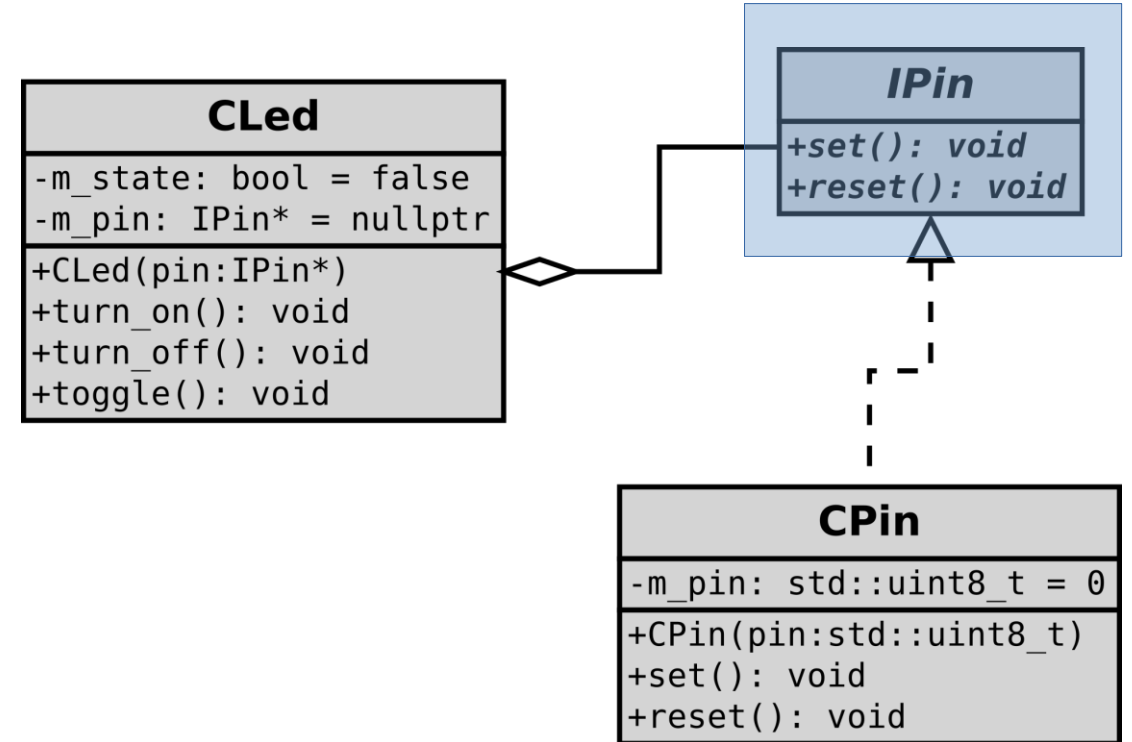 CLed
-m_state: bool = false
-m_pin: IPin* = nullptr
+CLed(pin:IPin*)
+turn_on(): void
+turn_off(): void
+toggle(): void
IPin
+set(): void
+reset(): void
CPin
-m_pin: std::uint8_t = 0
+CPin(pin:std::uint8_t)
+set(): void
+reset(): void